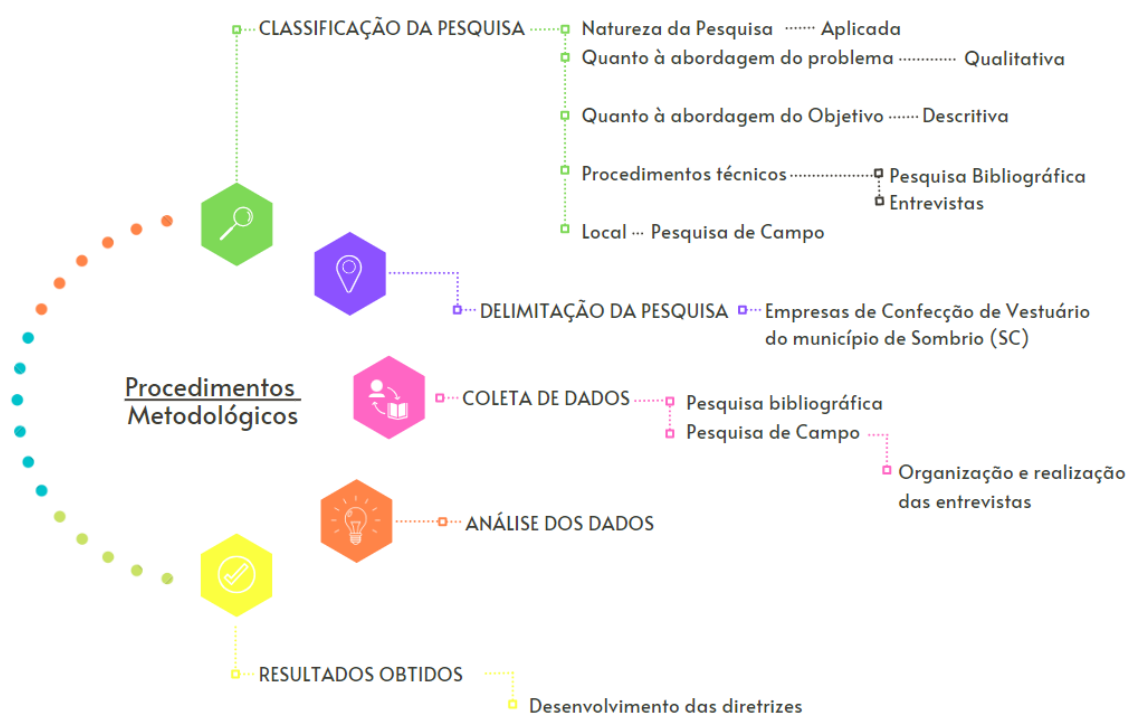 CLASSIFICAÇÃO DA PESQUISA
Natureza da Pesquisa
Aplicada
Quanto à abordagem do problema
Qualitativa
Quanto à abordagem do Objetivo
Descritiva
Procedimentos técnicos
Pesquisa Bibliográfica
Entrevistas
Local
Pesquisa de Campo
DELIMITAÇÃO DA PESQUISA
Empresas de Confecção de Vestuário
do município de Sombrio (SC)
Procedimentos
Metodológicos
COLETA DE DADOS
Pesquisa bibliográfica
Pesquisa de Campo
Organização e realização
das entrevistas
ANÁLISE DOS DADOS
RESULTADOS OBTIDOS
Desenvolvimento das diretrizes